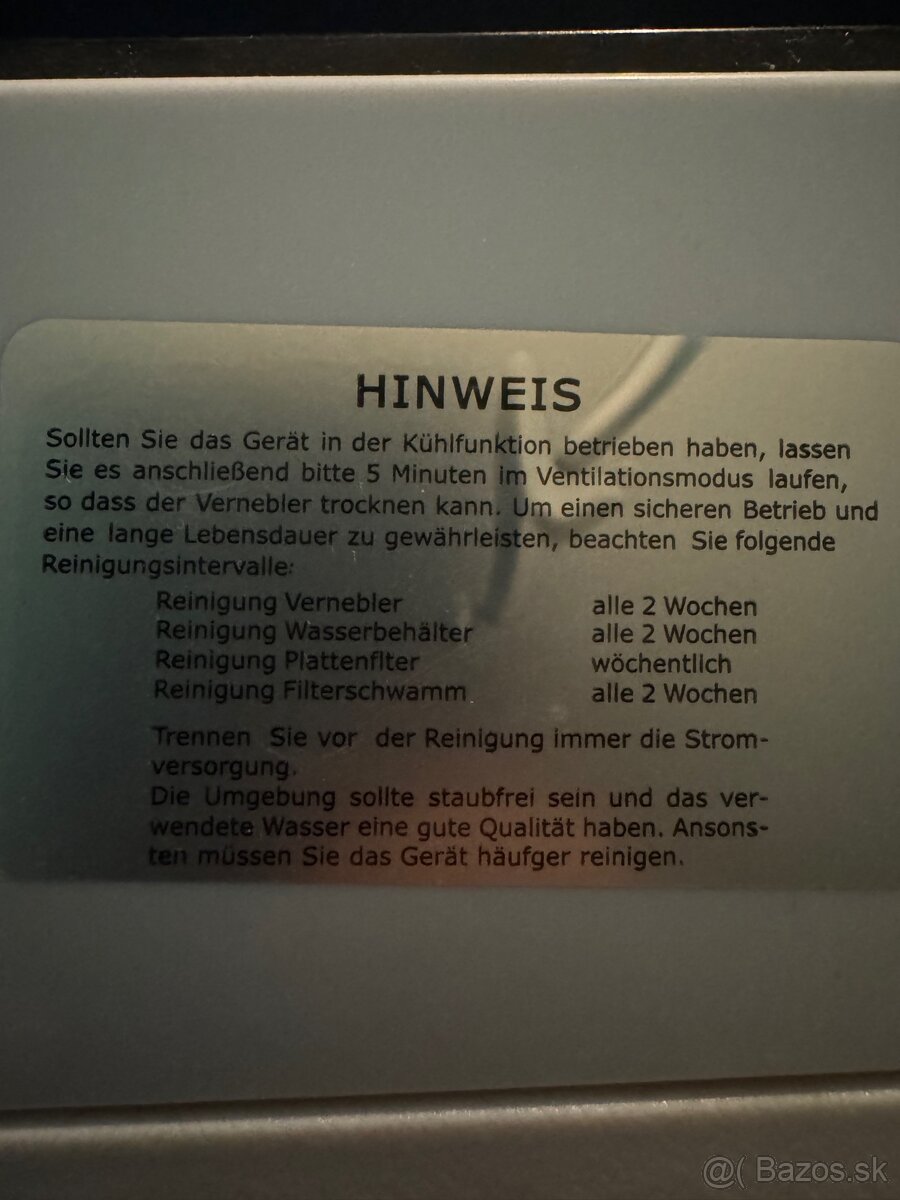 HINWEIS
Sollten Sie das Gerät in der Kühlfunktion betrieben haben, lassen
Sie es anschließend bitte 5 Minuten im Ventilationsmodus laufen,
so dass der Vernebler trocknen kann. Um einen sicheren Betrieb und
eine lange Lebensdauer zu gewährleisten, beachten Sie folgende
Reinigungsintervalle:
Reinigung Vernebler alle 2 Wochen
Reinigung Wasserbehälter alle 2 Wochen
Reinigung Plattenflter wöchentlich
Reinigung Filterschwamm alle 2 Wochen
Trennen Sie vor der Reinigung immer die Strom-
versorgung.
Die Umgebung sollte staubfrei sein und das ver-
wendete Wasser eine gute Qualität haben. Ansons-
ten müssen Sie das Gerät häufger reinigen.
@( Bazos.sk